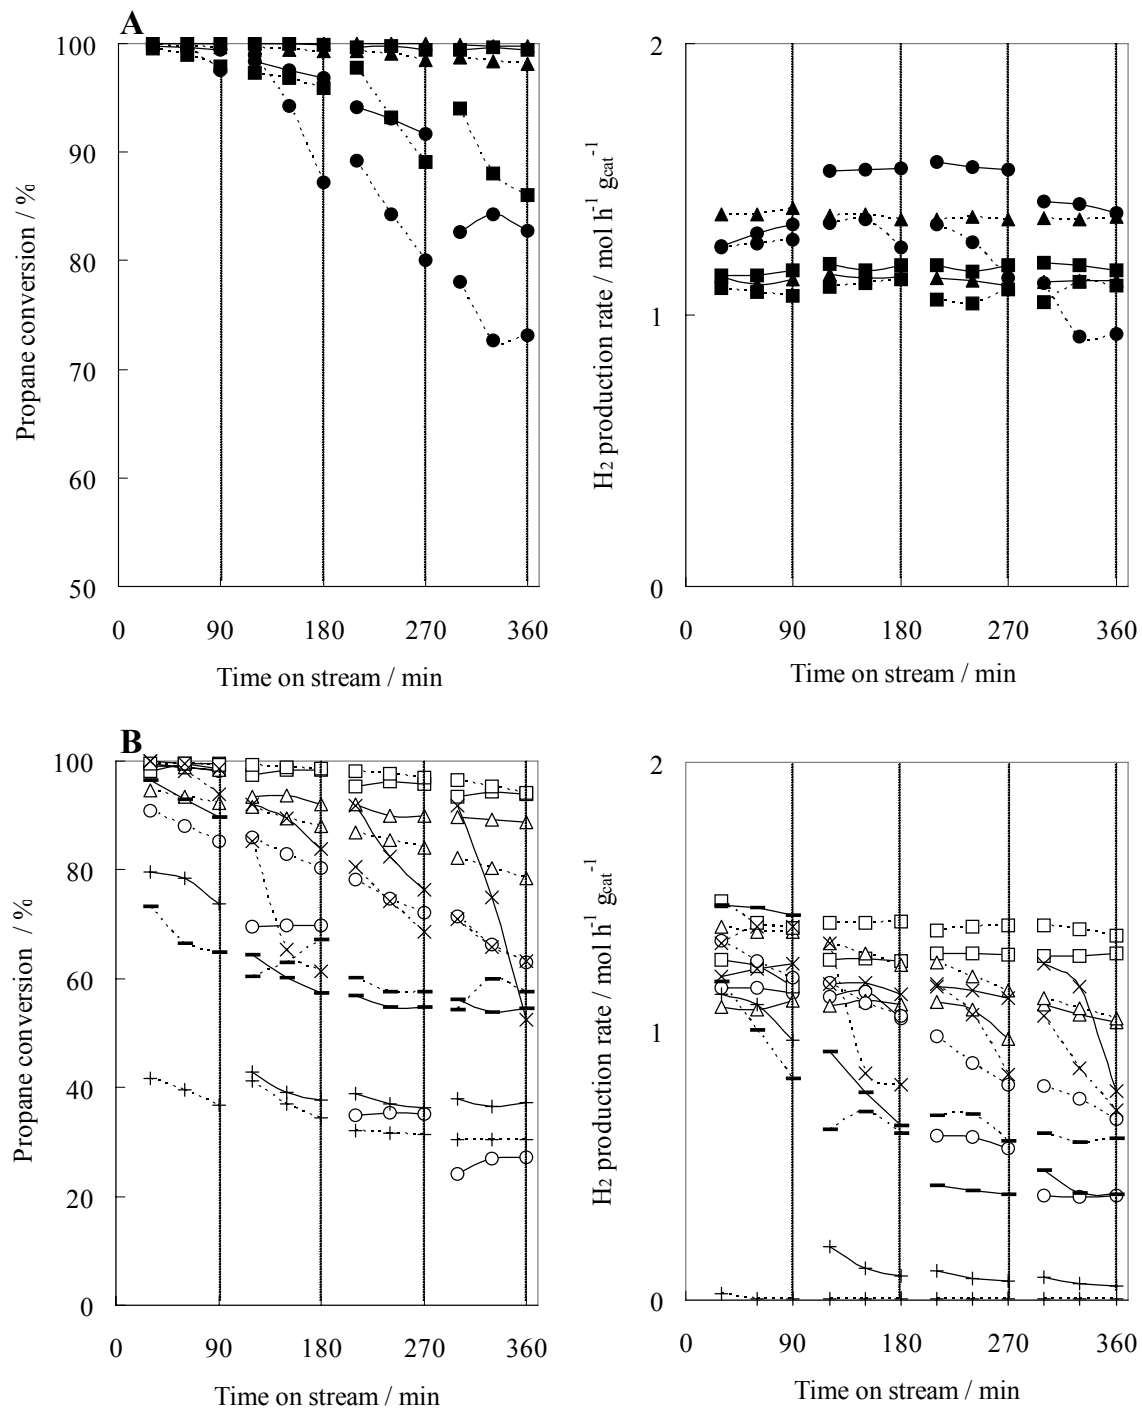 A
100
90
80
70
60
50
Propane conversion / %
0 90 180 270 360
Time on stream / min
2
1
0
H2 production rate / mol h-1 gcat-1
0 90 180 270 360
Time on stream / min
B
100
80
60
40
20
0
Propane conversion / %
0 90 180 270 360
Time on stream / min
2
1
0
H2 production rate / mol h-1 gcat-1
0 90 180 270 360
Time on stream / min